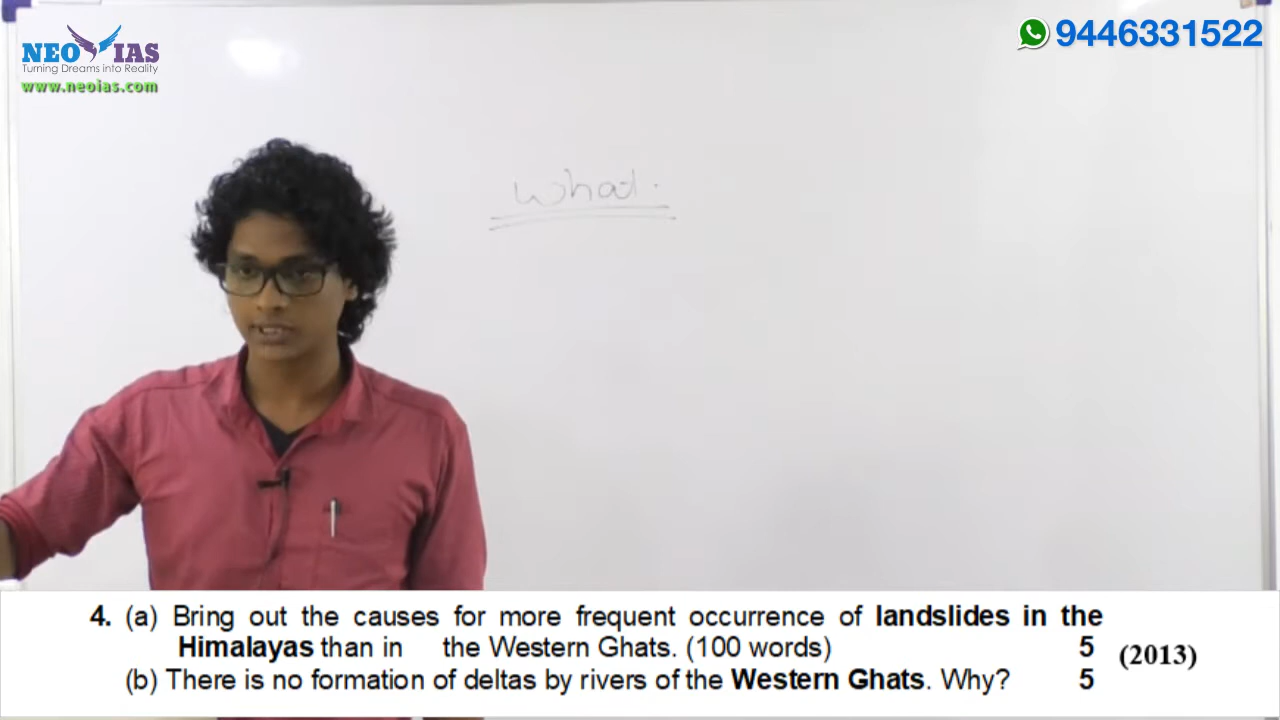 NEO IAS
Turning Dreams into Reality
www.neoias.com
9446331522
what.
4. (a) Bring out the causes for more frequent occurrence of landslides in the
Himalayas than in the Western Ghats. (100 words) 5 (2013)
(b) There is no formation of deltas by rivers of the Western Ghats. Why? 5